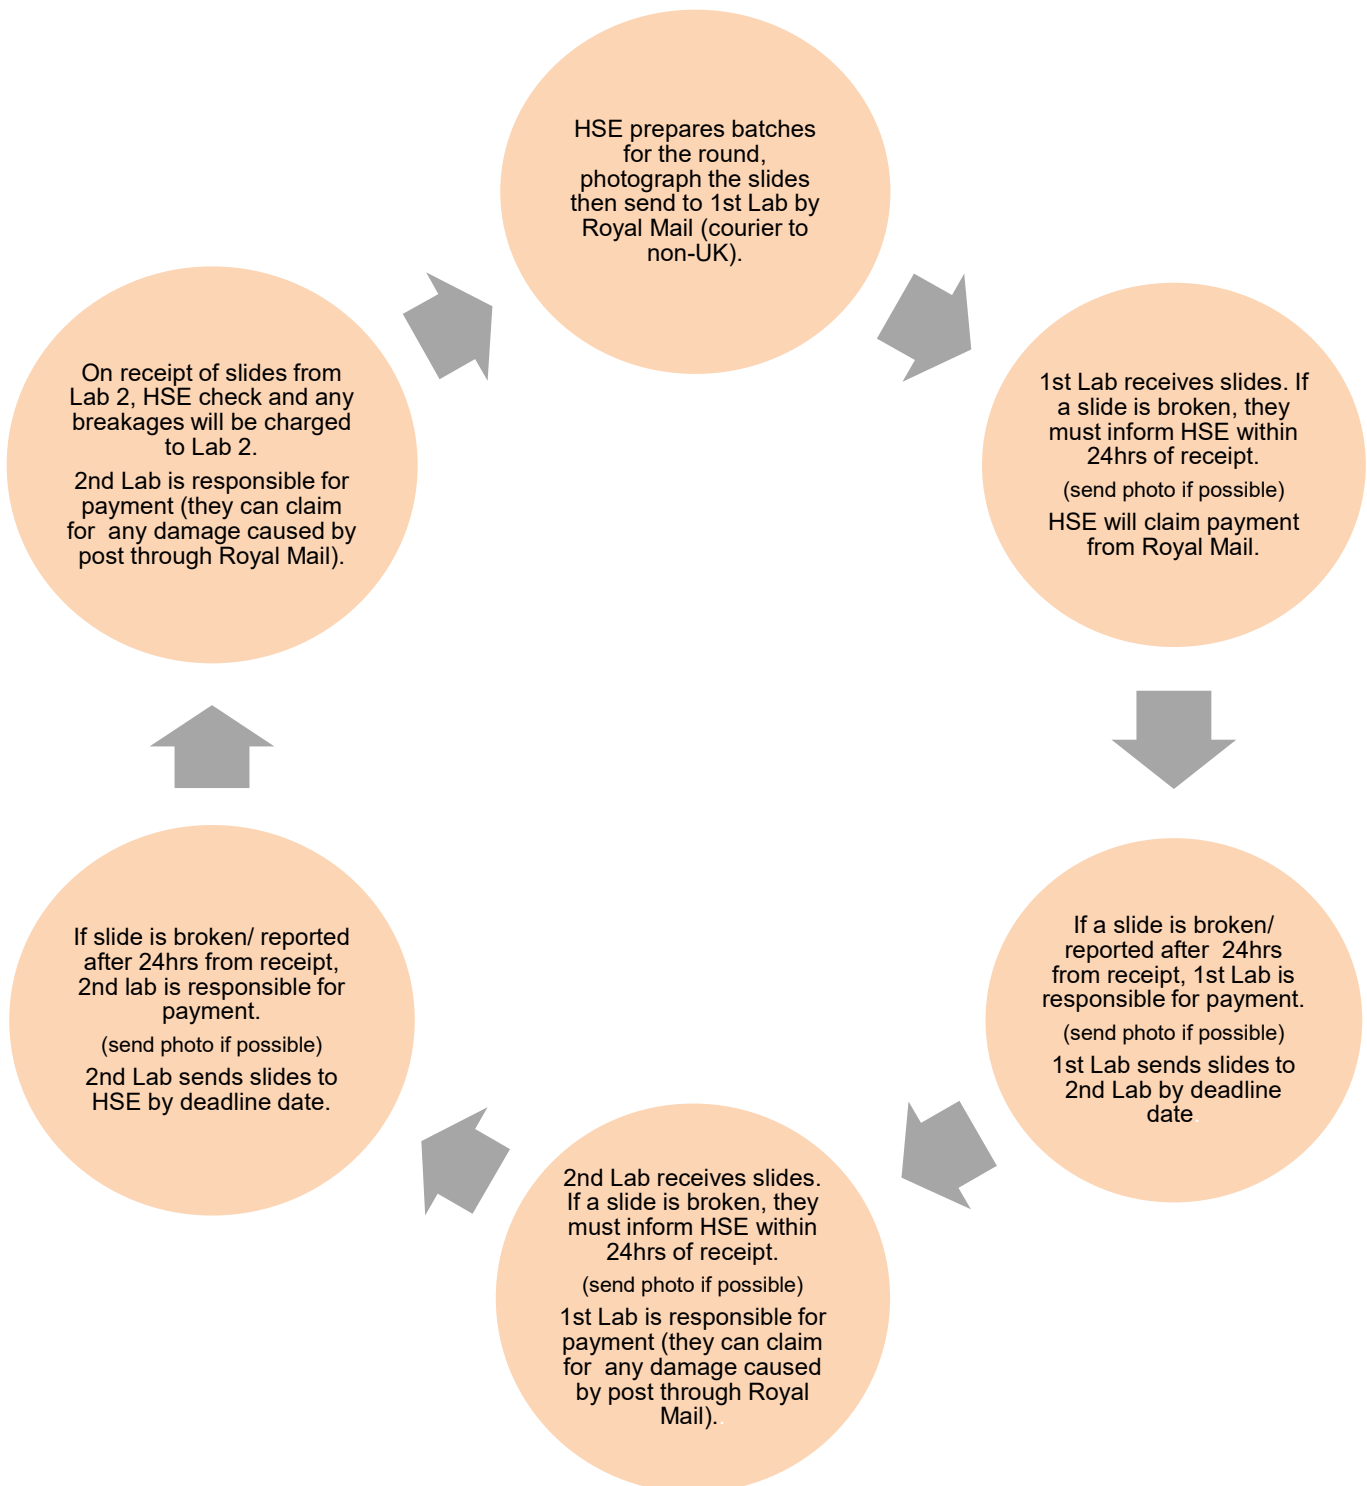 HSE prepares batches
for the round,
photograph the slides
then send to 1st Lab by
Royal Mail (courier to
non-UK).
1st Lab receives slides. If
a slide is broken, they
must inform HSE within
24hrs of receipt.
(send photo if possible)
HSE will claim payment
from Royal Mail.
If a slide is broken/
reported after  24hrs
from receipt, 1st Lab is
responsible for payment.
(send photo if possible)
1st Lab sends slides to
2nd Lab by deadline
date.
2nd Lab receives slides.
If a slide is broken, they
must inform HSE within
24hrs of receipt.
(send photo if possible)
1st Lab is responsible for
payment (they can claim
for  any damage caused
by post through Royal
Mail)..
If slide is broken/ reported
after 24hrs from receipt,
2nd lab is responsible for
payment.
(send photo if possible)
2nd Lab sends slides to
HSE by deadline date.
On receipt of slides from
Lab 2, HSE check and any
breakages will be charged
to Lab 2.
2nd Lab is responsible for
payment (they can claim
for  any damage caused by
post through Royal Mail).